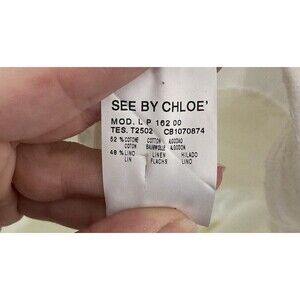 SEE BY CHLOE'
MOD. L P 162 00
TES. T2502 CB1070874
52 % COTONE COTTON ALGODAO
COTON BAUMWOLLE ALGODON
48 % LINO LINEN HILADO
LIN FLACHS LINO